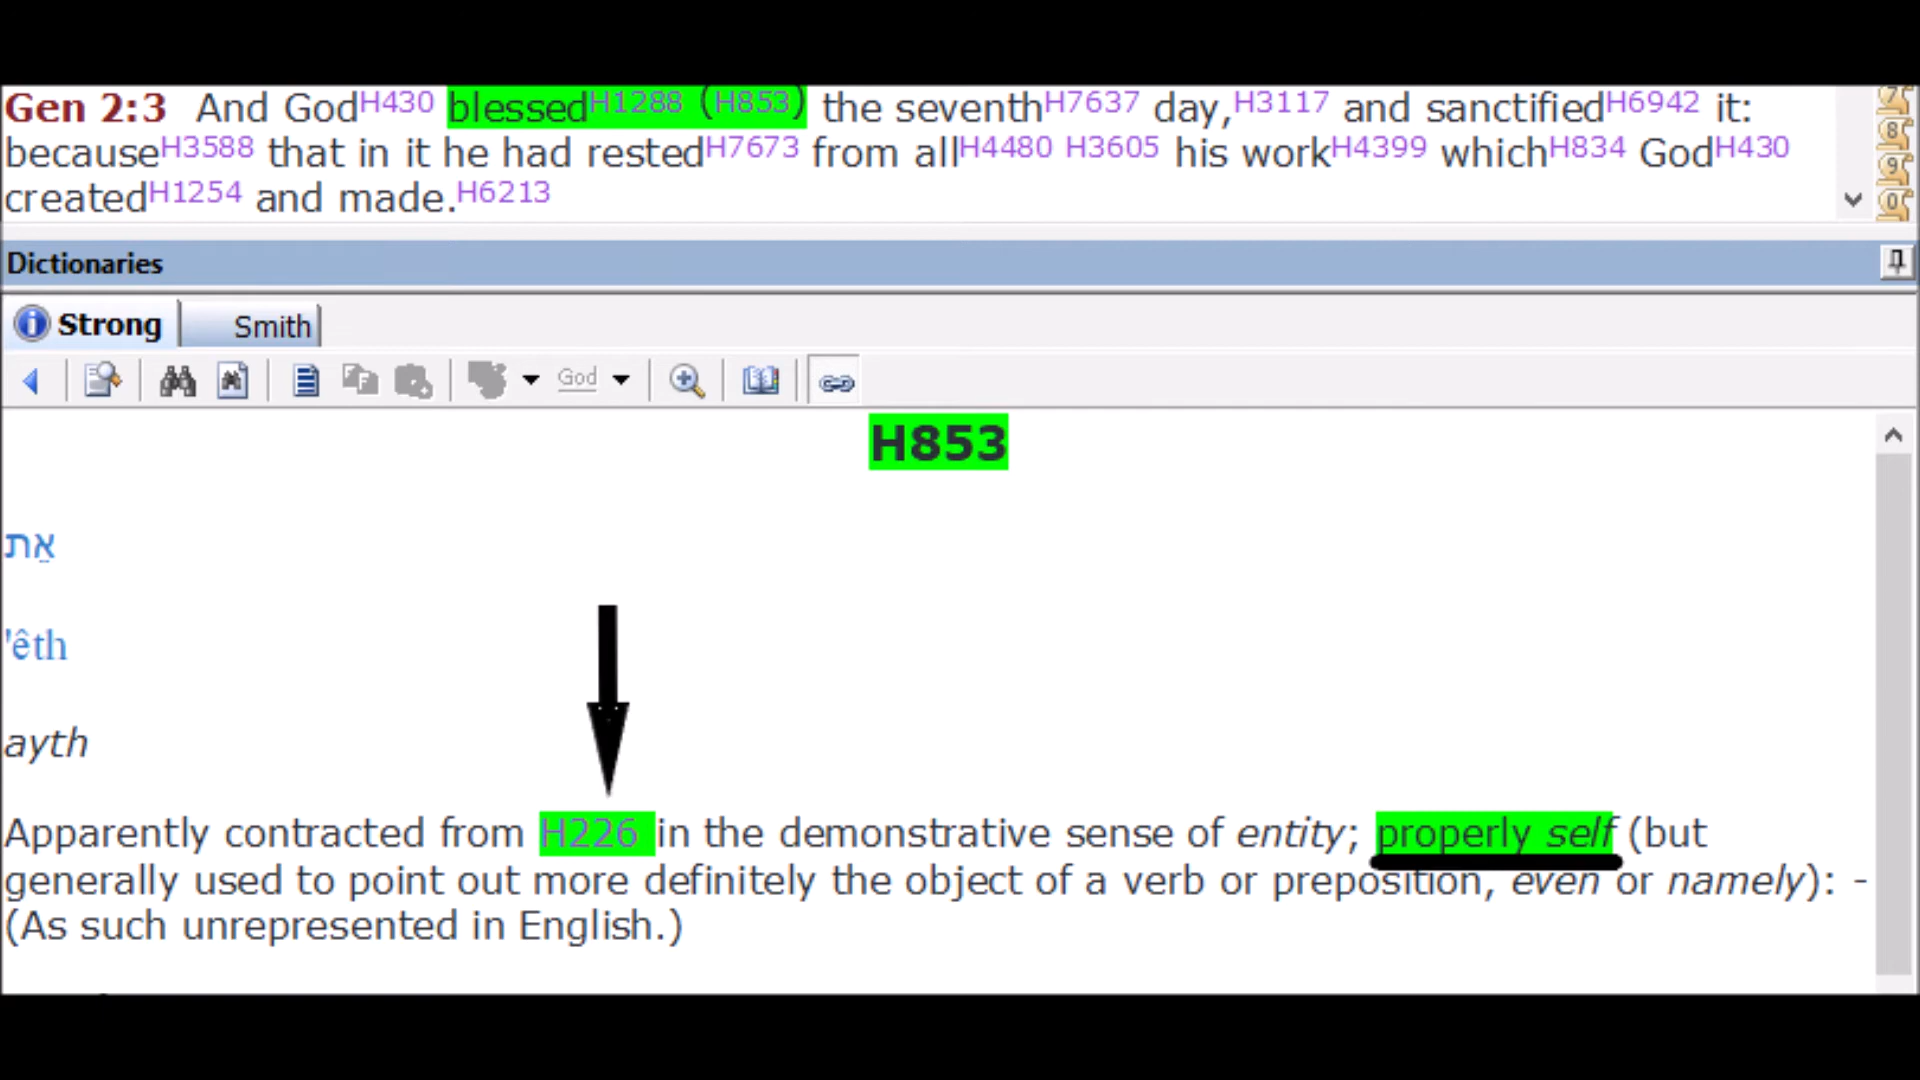 Gen 2:3 And GodH430 blessedH1288 (H853) the seventhH7637 day,H3117 and sanctifiedH6942 it:
becauseH3588 that in it he had restedH7673 from allH4480 H3605 his workH4399 whichH834 GodH430
createdH1254 and made.H6213
Dictionaries
Strong Smith
God
H853
אֵת
'êth
ayth
Apparently contracted from H226 in the demonstrative sense of entity; properly self (but
generally used to point out more definitely the object of a verb or preposition, even or namely): -
(As such unrepresented in English.)